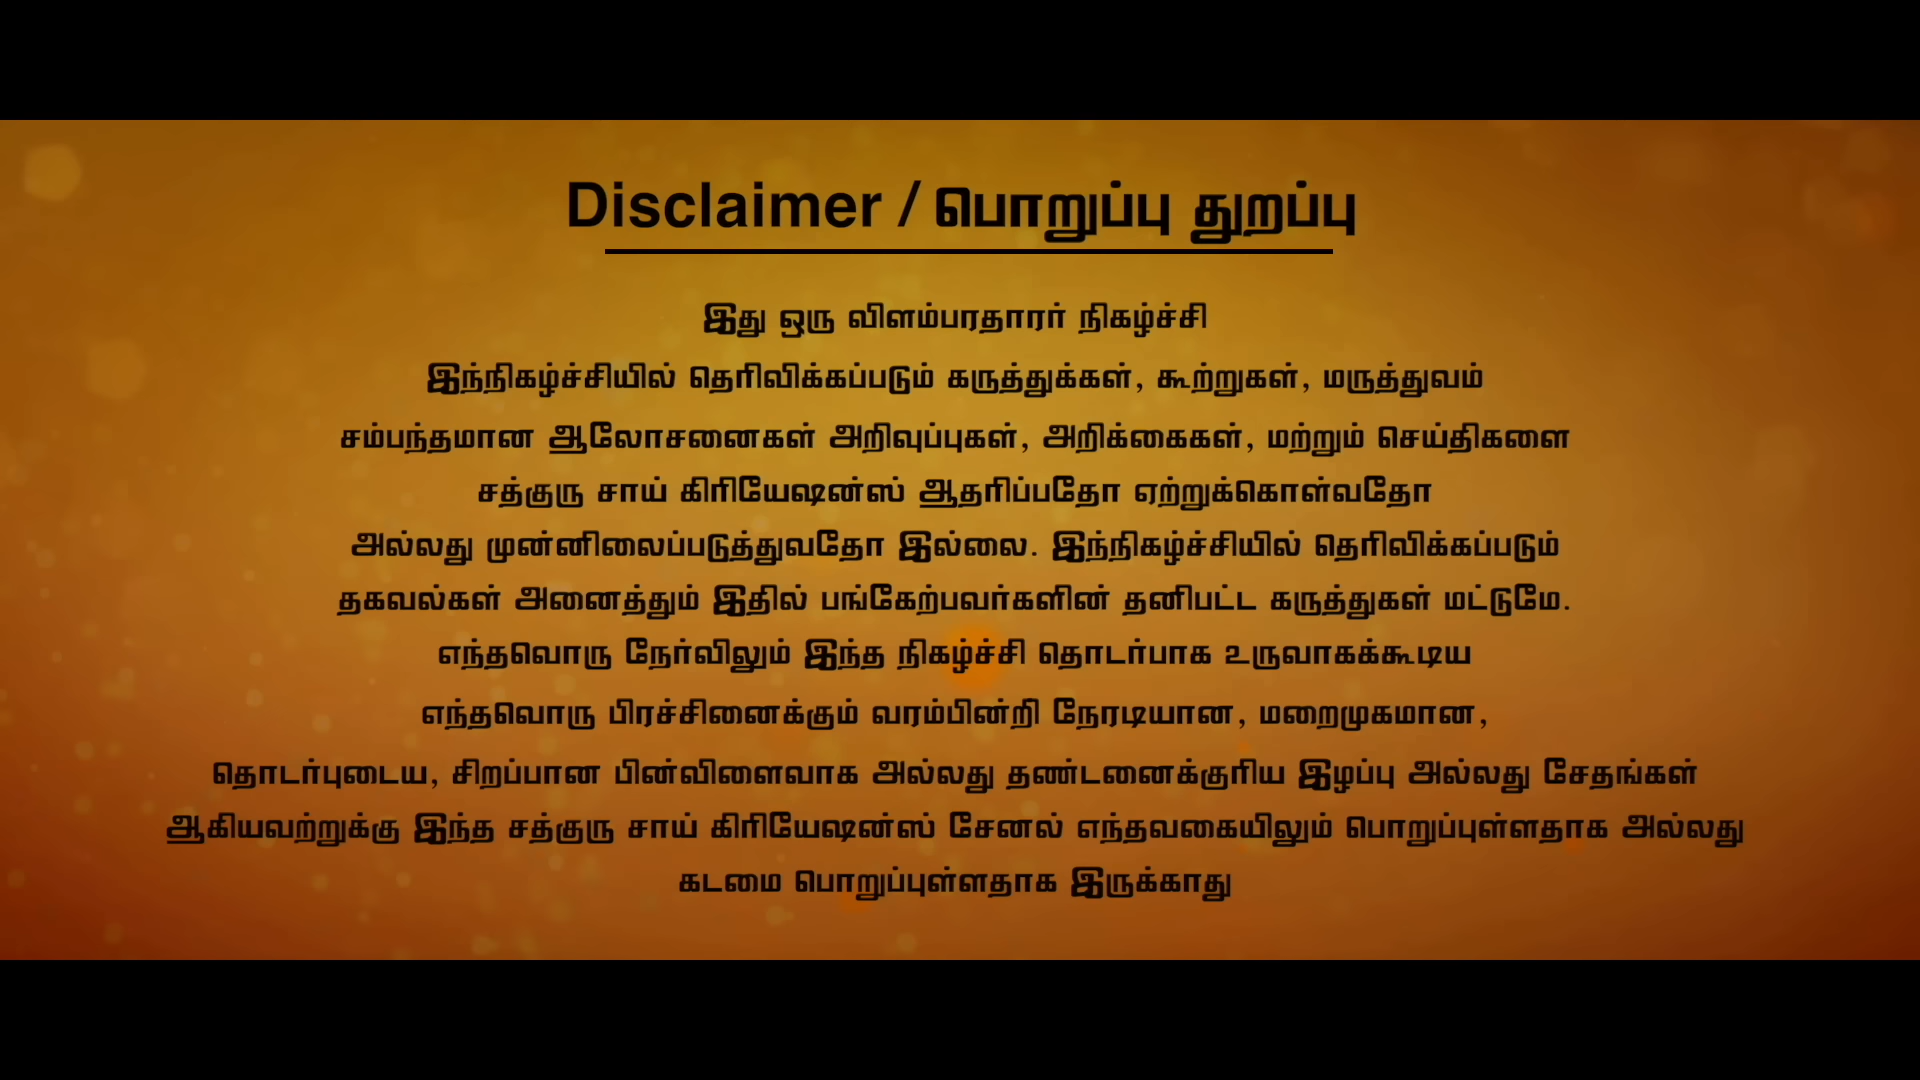 Disclaimer / பொறுப்பு துறப்பு
இது ஒரு விளம்பரதாரர் நிகழ்ச்சி
இந்நிகழ்ச்சியில் தெரிவிக்கப்படும் கருத்துக்கள், கூற்றுகள், மருத்துவம்
சம்பந்தமான ஆலோசனைகள் அறிவுப்புகள், அறிக்கைகள், மற்றும் செய்திகளை
சத்குரு சாய் கிரியேஷன்ஸ் ஆதரிப்பதோ ஏற்றுக்கொள்வதோ
அல்லது முன்னிலைப்படுத்துவதோ இல்லை. இந்நிகழ்ச்சியில் தெரிவிக்கப்படும்
தகவல்கள் அனைத்தும் இதில் பங்கேற்பவர்களின் தனிபட்ட கருத்துகள் மட்டுமே.
எந்தவொரு நேர்விலும் இந்த நிகழ்ச்சி தொடர்பாக உருவாகக்கூடிய
எந்தவொரு பிரச்சினைக்கும் வரம்பின்றி நேரடியான, மறைமுகமான,
தொடர்புடைய, சிறப்பான பின்விளைவாக அல்லது தண்டனைக்குரிய இழப்பு அல்லது சேதங்கள்
ஆகியவற்றுக்கு இந்த சத்குரு சாய் கிரியேஷன்ஸ் சேனல் எந்தவகையிலும் பொறுப்புள்ளதாக அல்லது
கடமை பொறுப்புள்ளதாக இருக்காது